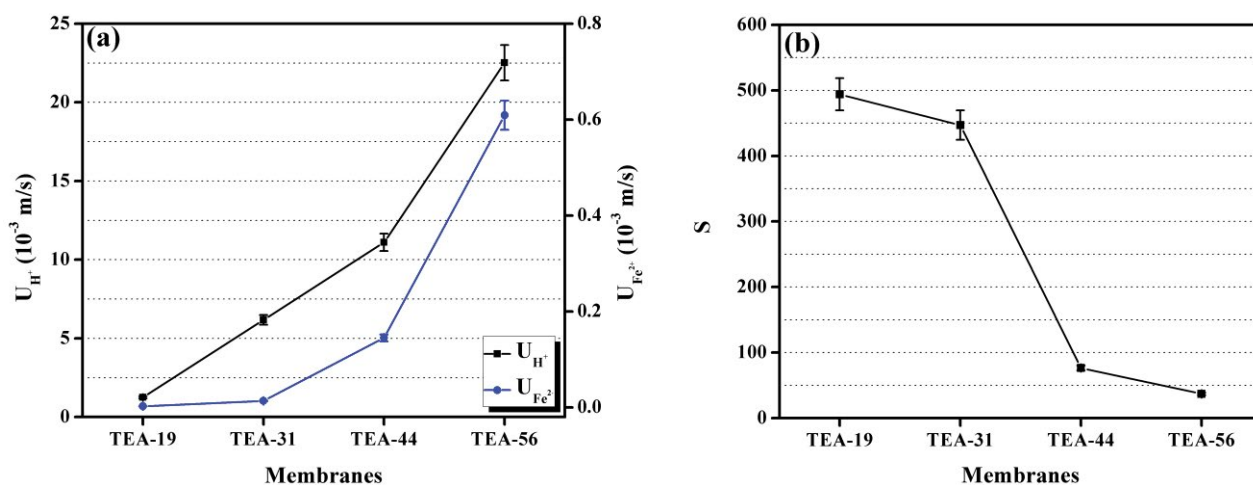 (a)
25
20
15
10
5
0
U_H⁺ (10⁻³ m/s)
0.8
0.6
0.4
0.2
0.0
U_Fe²⁺ (10⁻³ m/s)
U_H⁺
U_Fe²
TEA-19 TEA-31 TEA-44 TEA-56
Membranes
(b)
600
500
400
300
200
100
0
S
TEA-19 TEA-31 TEA-44 TEA-56
Membranes